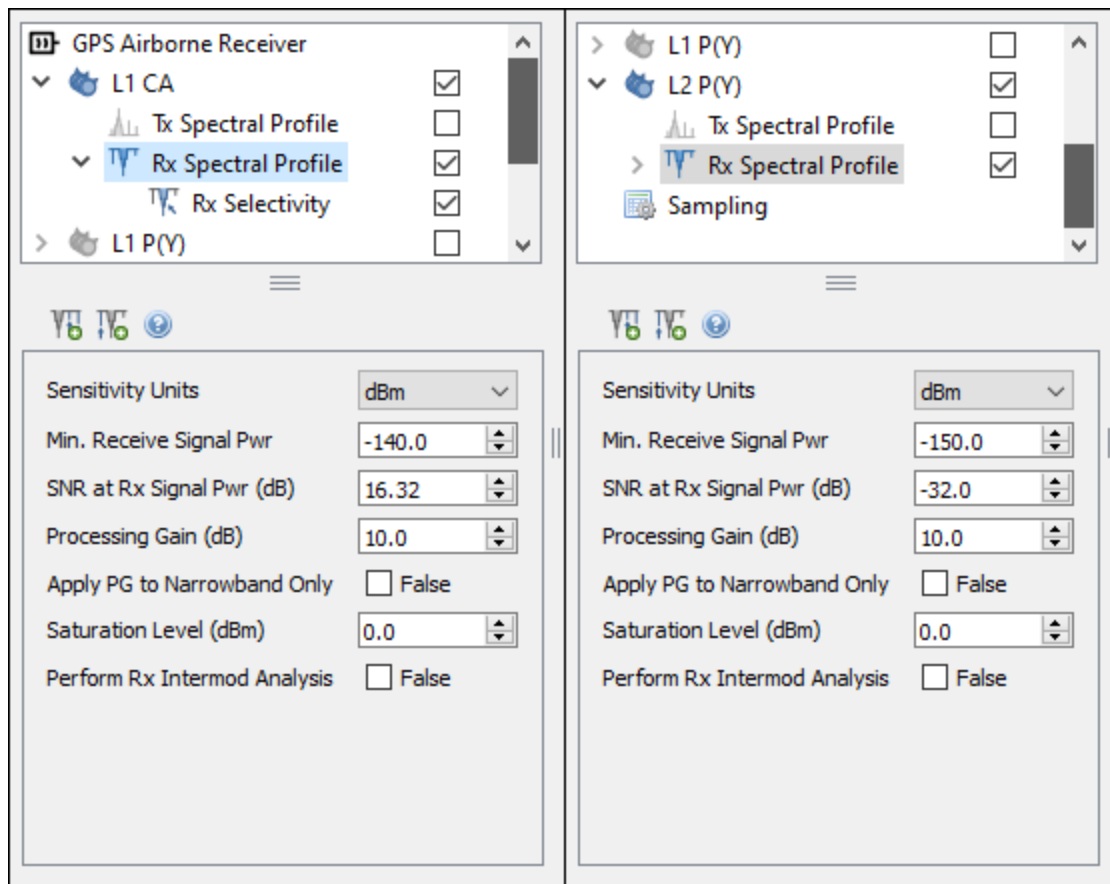 GPS Airborne Receiver
L1 CA
Tx Spectral Profile
Rx Spectral Profile
Rx Selectivity
L1 P(Y)
Sensitivity Units dBm
Min. Receive Signal Pwr -140.0
SNR at Rx Signal Pwr (dB) 16.32
Processing Gain (dB) 10.0
Apply PG to Narrowband Only False
Saturation Level (dBm) 0.0
Perform Rx Intermod Analysis False
L1 P(Y)
L2 P(Y)
Tx Spectral Profile
Rx Spectral Profile
Sampling
Sensitivity Units dBm
Min. Receive Signal Pwr -150.0
SNR at Rx Signal Pwr (dB) -32.0
Processing Gain (dB) 10.0
Apply PG to Narrowband Only False
Saturation Level (dBm) 0.0
Perform Rx Intermod Analysis False